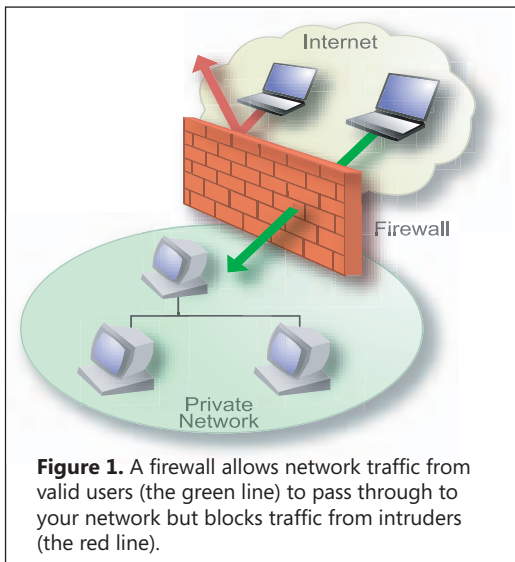 Internet
Firewall
Private
Network
Figure 1. A firewall allows network traffic from
valid users (the green line) to pass through to
your network but blocks traffic from intruders
(the red line).